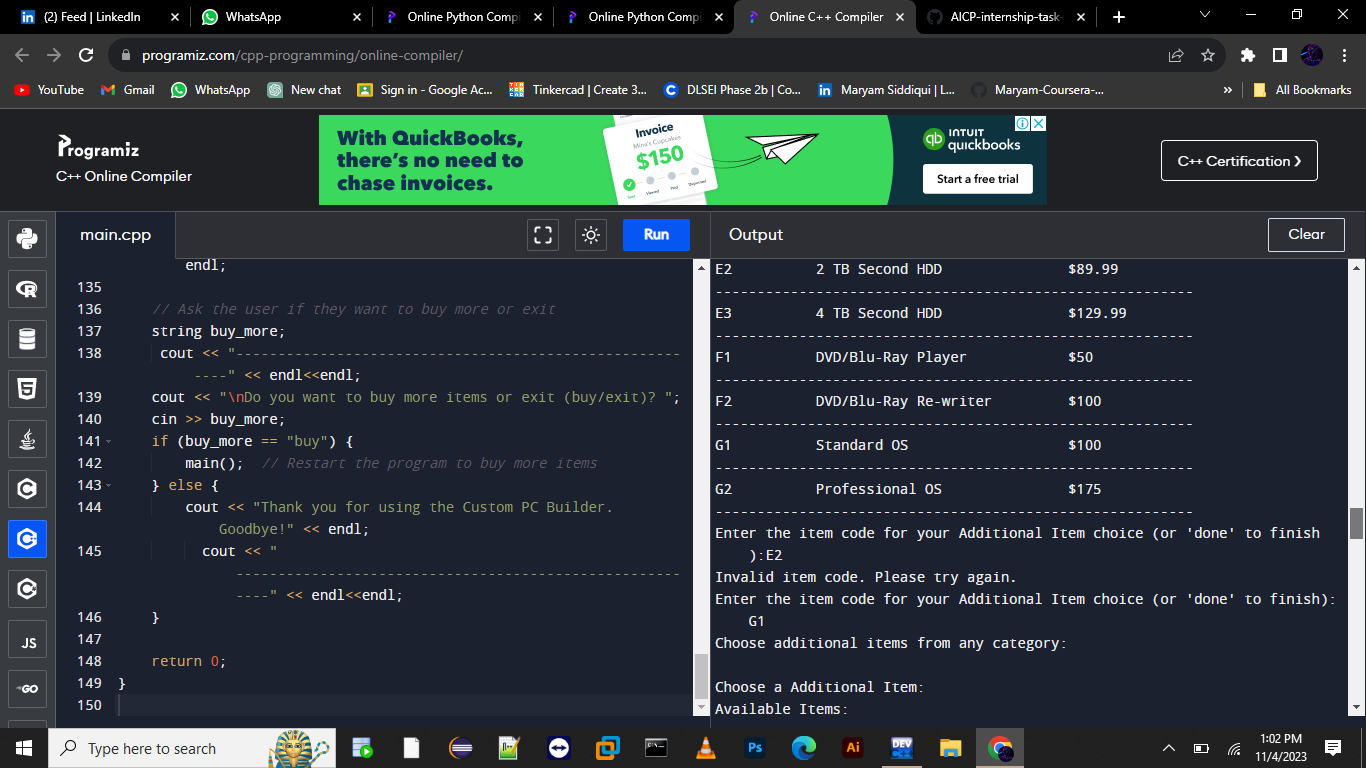 (2) Feed | LinkedIn
WhatsApp
Online Python Compi
Online Python Compi
Online C++ Compiler
AICP-internship-task-
programiz.com/cpp-programming/online-compiler/
YouTube
Gmail
WhatsApp
New chat
Sign in - Google Ac...
Tinkercad | Create 3...
DLSEI Phase 2b | Co...
Maryam Siddiqui | L...
Maryam-Coursera-...
»
All Bookmarks
Programiz
C++ Online Compiler
With QuickBooks,
there's no need to
chase invoices.
Invoice
Mina's Cupcakes
$150
INTUIT
quickbooks
Start a free trial
C++ Certification >
main.cpp
Run
Output
Clear
endl;
135
136 // Ask the user if they want to buy more or exit
137 string buy_more;
138 cout << "-----------------------------------------------------
----" << endl<<endl;
139 cout << "\nDo you want to buy more items or exit (buy/exit)? ";
140 cin >> buy_more;
141 if (buy_more == "buy") {
142 main(); // Restart the program to buy more items
143 } else {
144 cout << "Thank you for using the Custom PC Builder.
Goodbye!" << endl;
145 cout << "
-----------------------------------------------------
----" << endl<<endl;
146 }
147
148 return 0;
149 }
150
E2 2 TB Second HDD $89.99
---------------------------------------------------------
E3 4 TB Second HDD $129.99
---------------------------------------------------------
F1 DVD/Blu-Ray Player $50
---------------------------------------------------------
F2 DVD/Blu-Ray Re-writer $100
---------------------------------------------------------
G1 Standard OS $100
---------------------------------------------------------
G2 Professional OS $175
---------------------------------------------------------
Enter the item code for your Additional Item choice (or 'done' to finish
):E2
Invalid item code. Please try again.
Enter the item code for your Additional Item choice (or 'done' to finish):
G1
Choose additional items from any category:
Choose a Additional Item:
Available Items:
JS
GO
Type here to search
Ps
Ai
DEV
C++
1:02 PM
11/4/2023